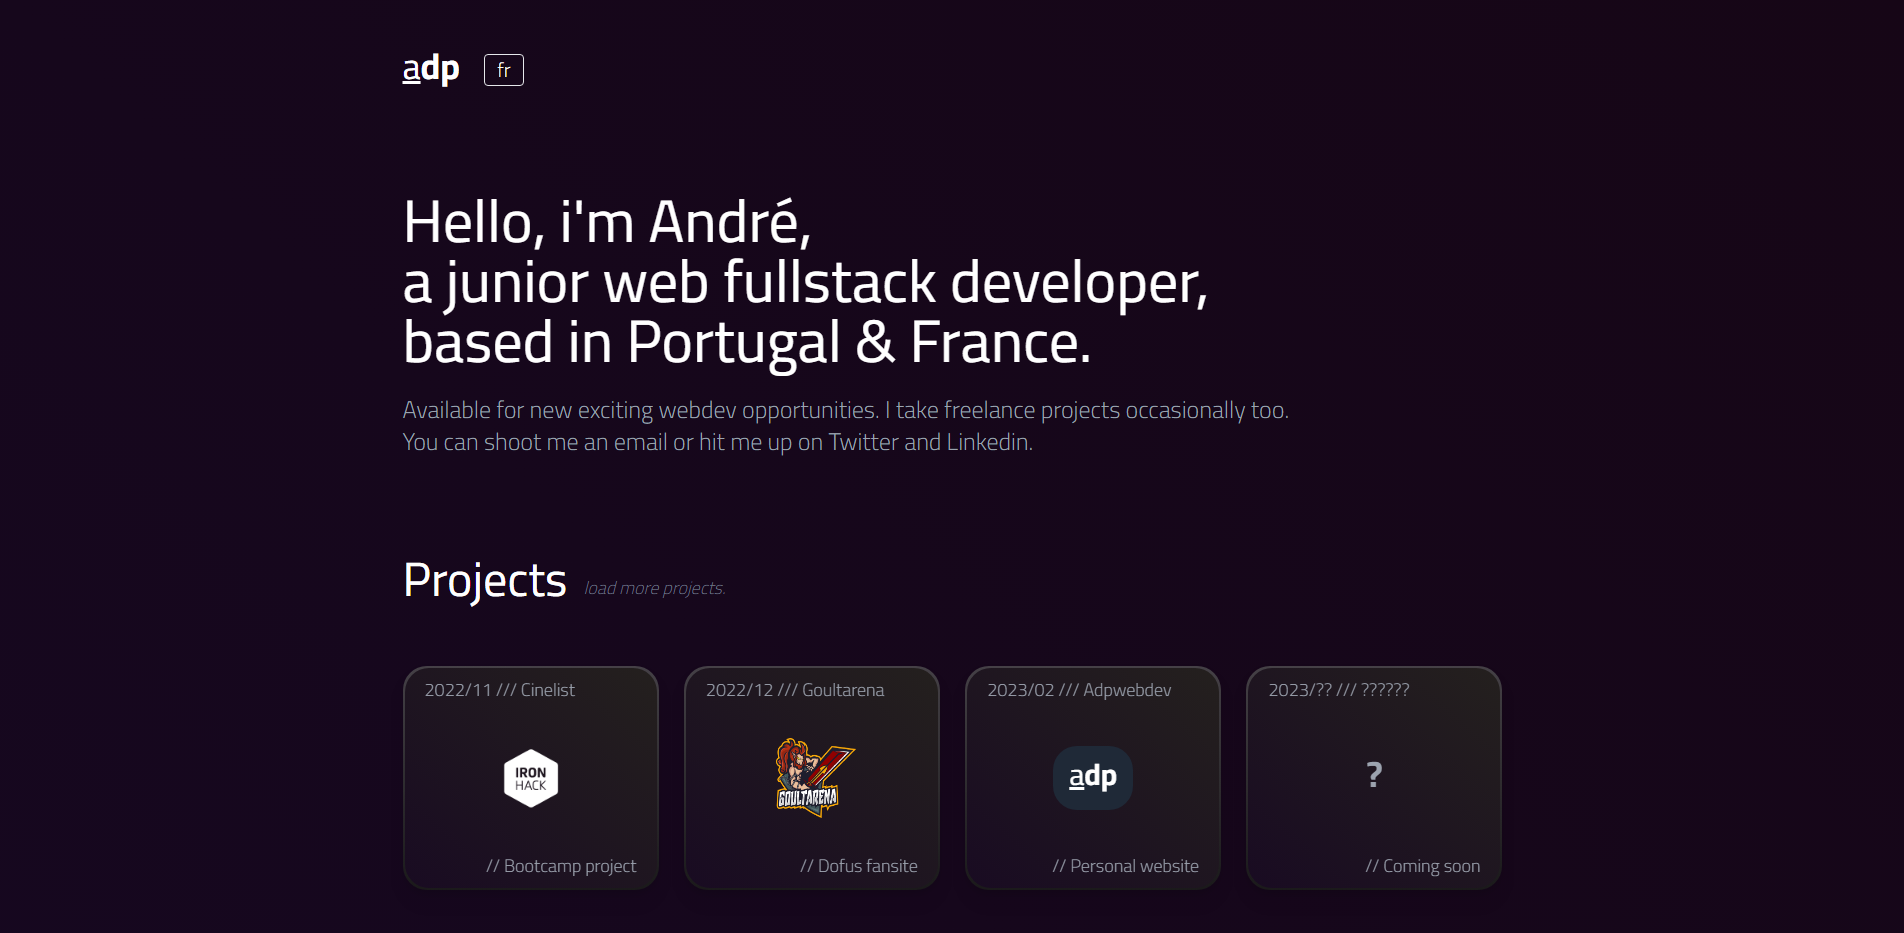 adp fr
Hello, i'm André,
a junior web fullstack developer,
based in Portugal & France.
Available for new exciting webdev opportunities. I take freelance projects occasionally too.
You can shoot me an email or hit me up on Twitter and Linkedin.
Projects load more projects.
2022/11 /// Cinelist
IRON
HACK
// Bootcamp project
2022/12 /// Goultarena
GOULTARENA
// Dofus fansite
2023/02 /// Adpwebdev
adp
// Personal website
2023/?? /// ??????
?
// Coming soon